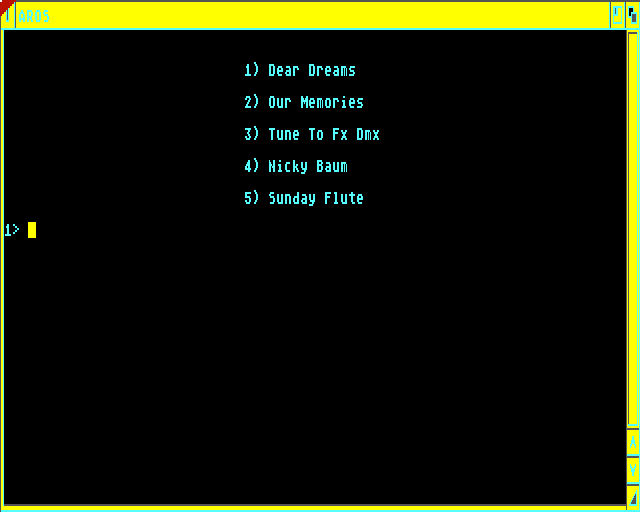 AROS
1) Dear Dreams
2) Our Memories
3) Tune To Fx Dmx
4) Nicky Baum
5) Sunday Flute
1>